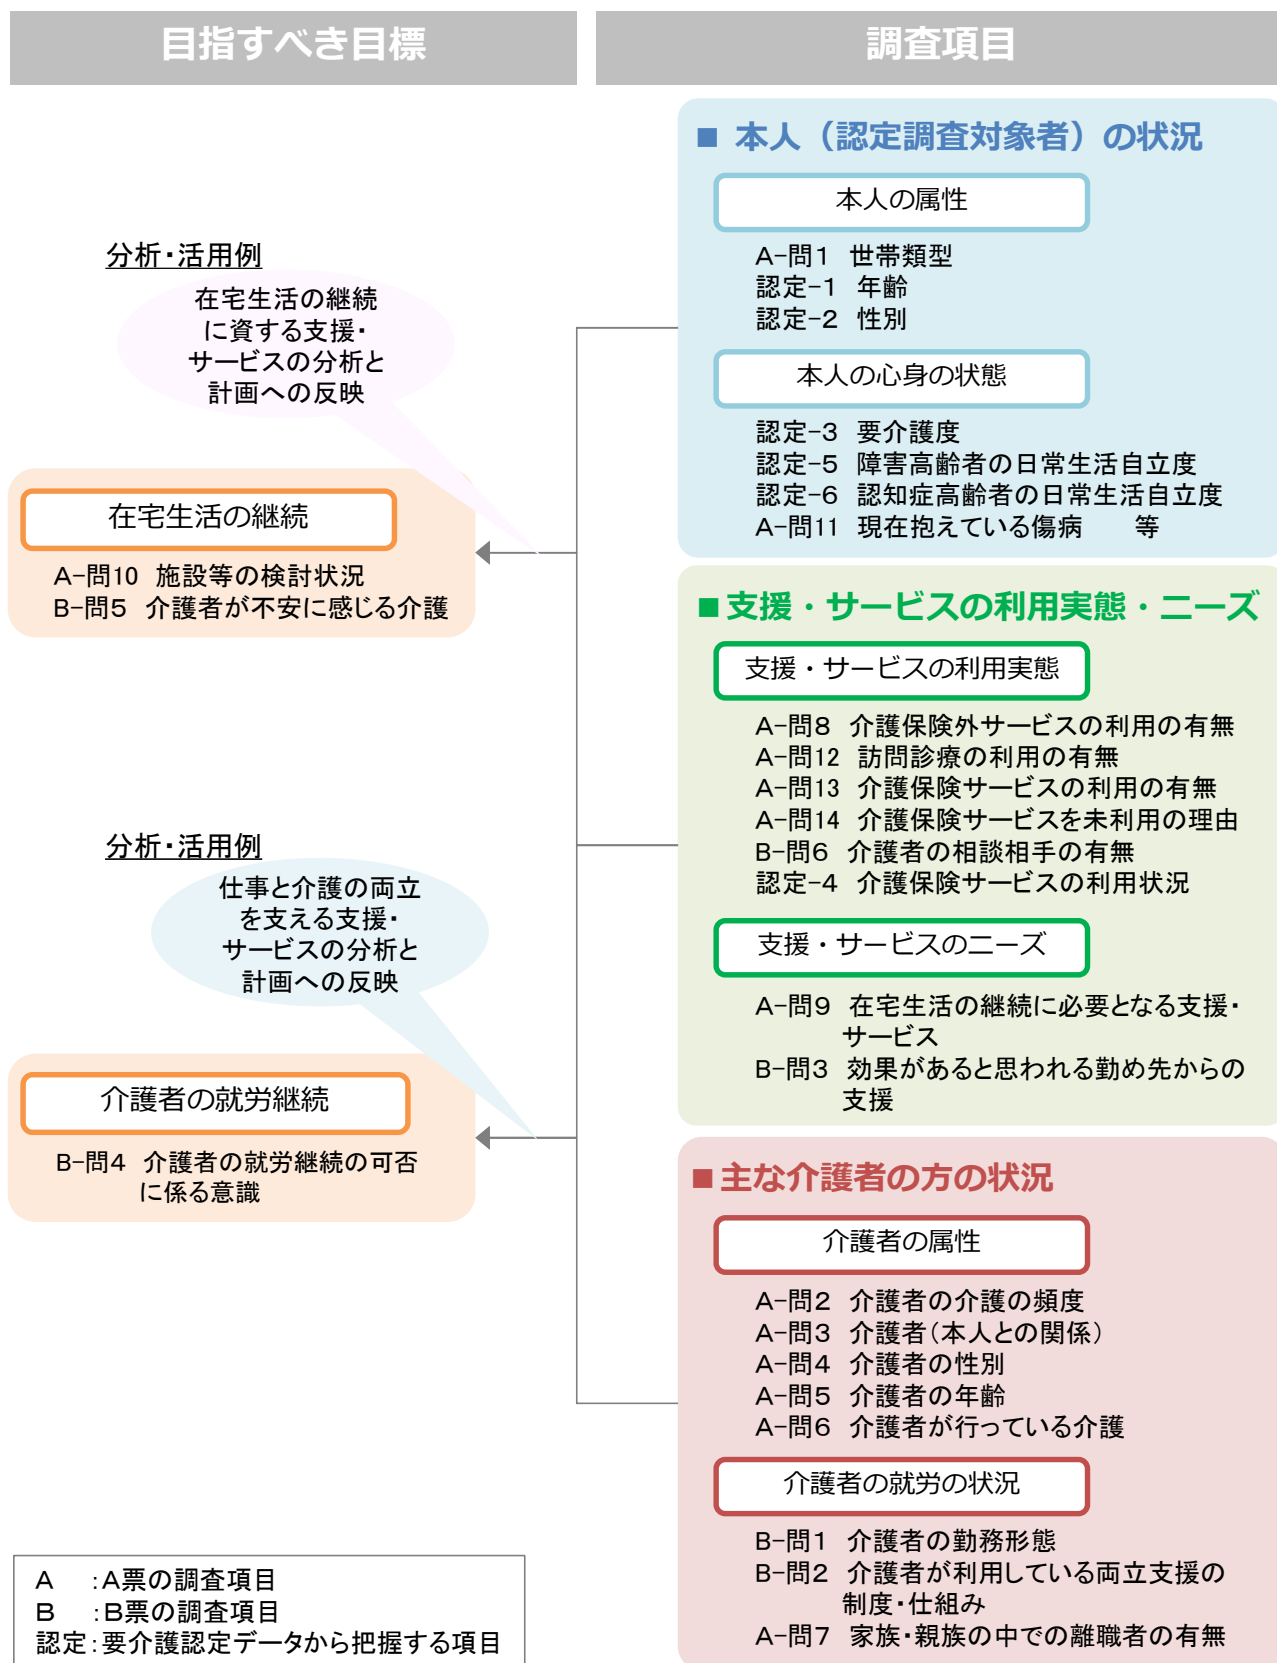 目指すべき目標
調査項目
分析・活用例
在宅生活の継続
に資する支援・
サービスの分析と
計画への反映
在宅生活の継続
A-問10 施設等の検討状況
B-問5 介護者が不安に感じる介護
分析・活用例
仕事と介護の両立
を支える支援・
サービスの分析と
計画への反映
介護者の就労継続
B-問4 介護者の就労継続の可否
に係る意識
A :A票の調査項目
B :B票の調査項目
認定:要介護認定データから把握する項目
■ 本人(認定調査対象者)の状況
本人の属性
A-問1 世帯類型
認定-1 年齢
認定-2 性別
本人の心身の状態
認定-3 要介護度
認定-5 障害高齢者の日常生活自立度
認定-6 認知症高齢者の日常生活自立度
A-問11 現在抱えている傷病 等
■支援・サービスの利用実態・ニーズ
支援・サービスの利用実態
A-問8 介護保険外サービスの利用の有無
A-問12 訪問診療の利用の有無
A-問13 介護保険サービスの利用の有無
A-問14 介護保険サービスを未利用の理由
B-問6 介護者の相談相手の有無
認定-4 介護保険サービスの利用状況
支援・サービスのニーズ
A-問9 在宅生活の継続に必要となる支援・
サービス
B-問3 効果があると思われる勤め先からの
支援
■主な介護者の方の状況
介護者の属性
A-問2 介護者の介護の頻度
A-問3 介護者(本人との関係)
A-問4 介護者の性別
A-問5 介護者の年齢
A-問6 介護者が行っている介護
介護者の就労の状況
B-問1 介護者の勤務形態
B-問2 介護者が利用している両立支援の
制度・仕組み
A-問7 家族・親族の中での離職者の有無